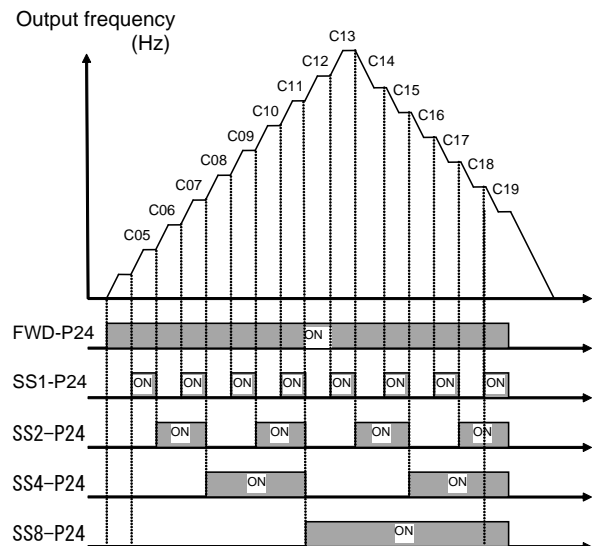 Output frequency
(Hz)
C13
C12
C14
C11
C15
C10
C16
C09
C17
C08
C18
C07
C19
C06
C05
FWD-P24
ON
SS1-P24
ON ON ON ON ON ON ON ON
SS2-P24
ON ON ON ON
SS4-P24
ON ON
SS8-P24
ON